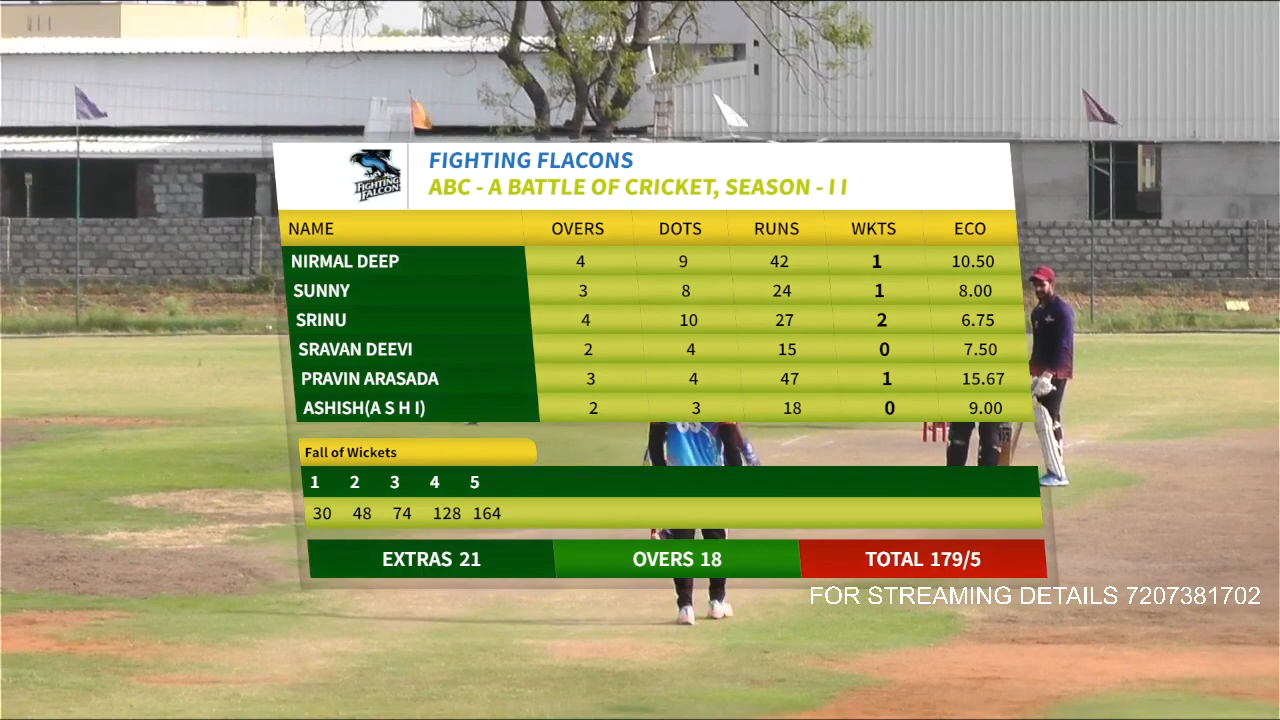 FIGHTING FALCON
FIGHTING FLACONS
ABC - A BATTLE OF CRICKET, SEASON - I I
NAME OVERS DOTS RUNS WKTS ECO
NIRMAL DEEP 4 9 42 1 10.50
SUNNY 3 8 24 1 8.00
SRINU 4 10 27 2 6.75
SRAVAN DEEVI 2 4 15 0 7.50
PRAVIN ARASADA 3 4 47 1 15.67
ASHISH(A S H I) 2 3 18 0 9.00
Fall of Wickets
1 2 3 4 5
30 48 74 128 164
EXTRAS 21 OVERS 18 TOTAL 179/5
FOR STREAMING DETAILS 7207381702